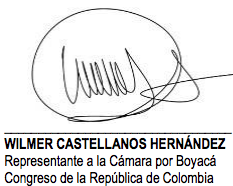 WILMER CASTELLANOS HERNÁNDEZ
Representante a la Cámara por Boyacá
Congreso de la República de Colombia